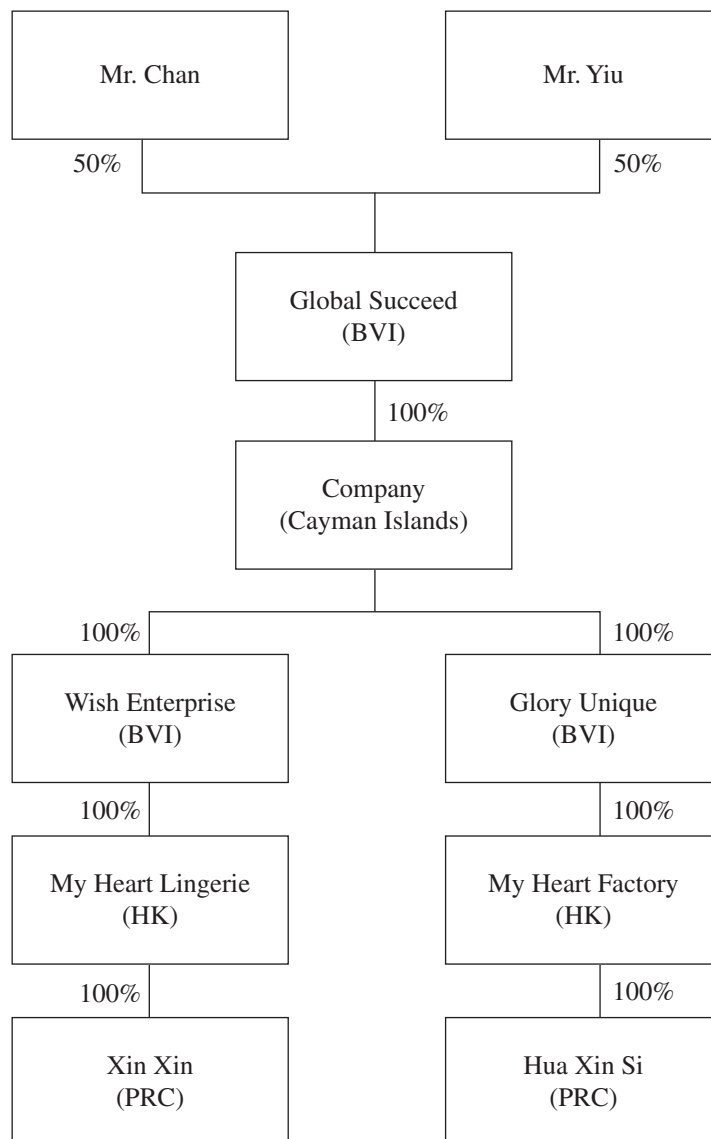 Mr. Chan
Mr. Yiu
50%
50%
Global Succeed
(BVI)
100%
Company
(Cayman Islands)
100%
100%
Wish Enterprise
(BVI)
Glory Unique
(BVI)
100%
100%
My Heart Lingerie
(HK)
My Heart Factory
(HK)
100%
100%
Xin Xin
(PRC)
Hua Xin Si
(PRC)